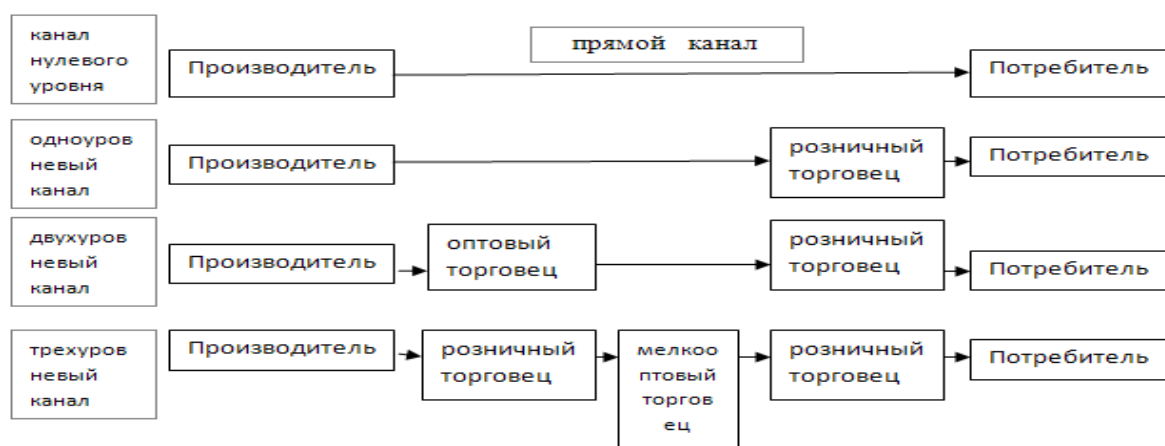 канал
нулевого
уровня
Производитель
прямой канал
Потребитель
одноуров
невый
канал
Производитель
розничный
торговец
Потребитель
двухуров
невый
канал
Производитель
оптовый
торговец
розничный
торговец
Потребитель
трехуров
невый
канал
Производитель
розничный
торговец
мелкоо
птовый
торгов
ец
розничный
торговец
Потребитель